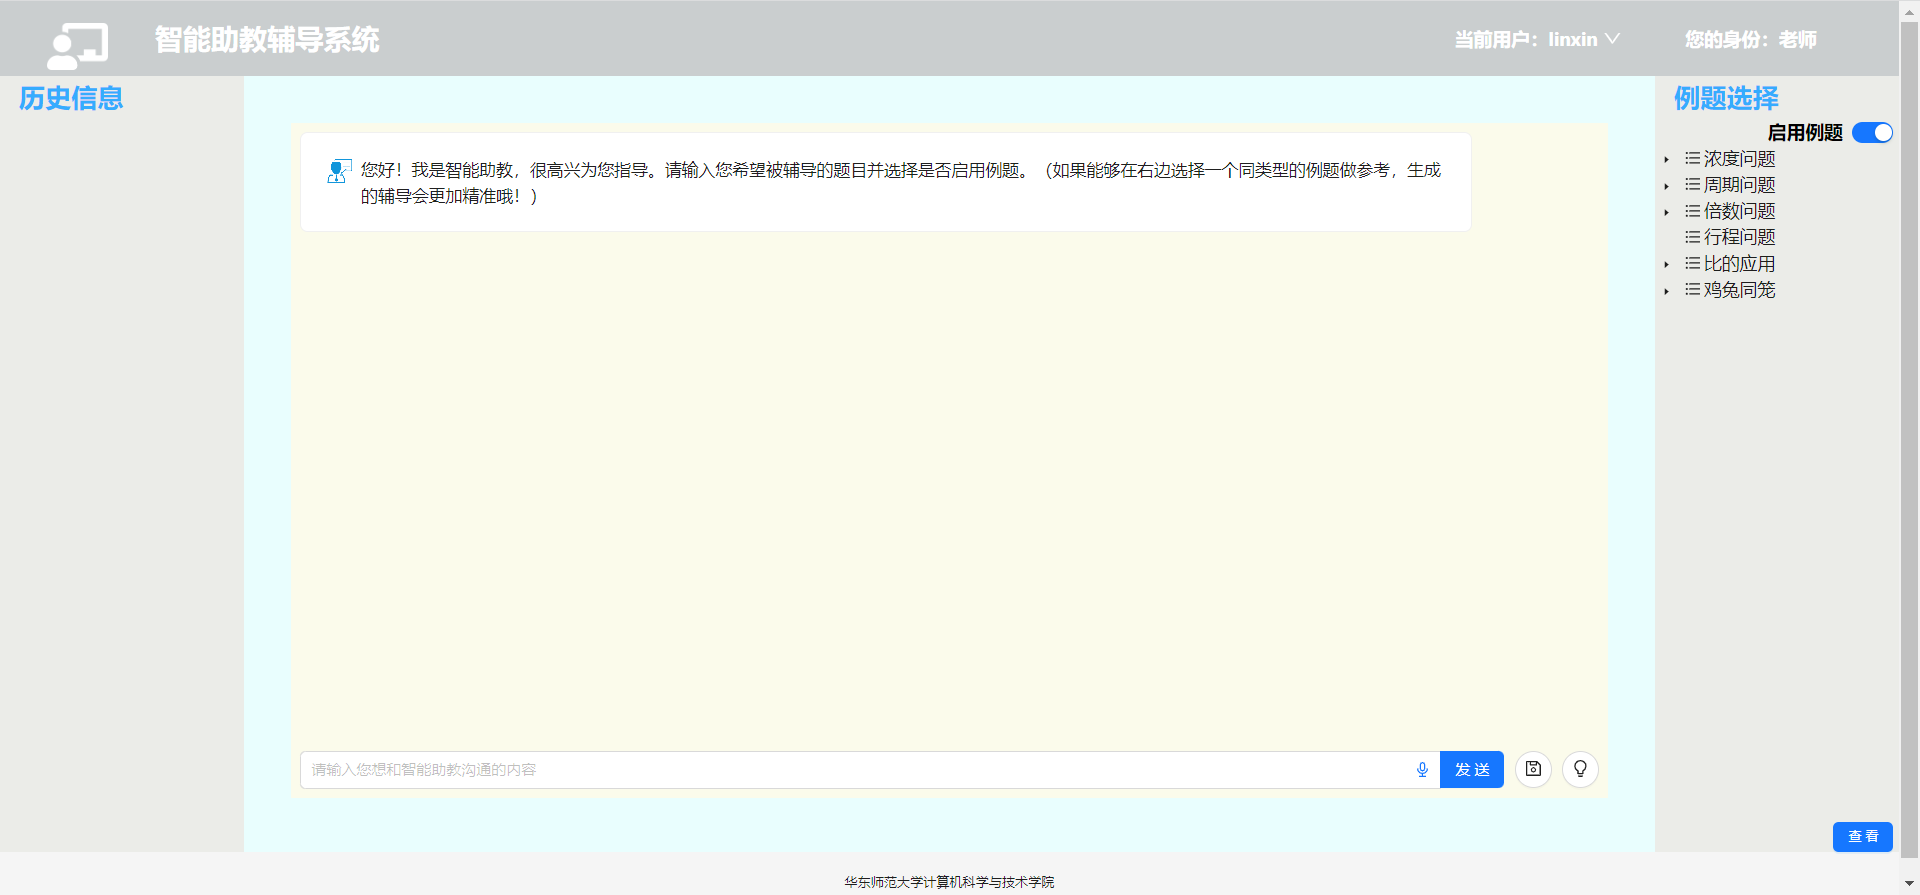 智能助教辅导系统
当前用户：linxin
您的身份：老师
历史信息
您好！我是智能助教，很高兴为您指导。请输入您希望被辅导的题目并选择是否启用例题。（如果能够在右边选择一个同类型的例题做参考，生成
的辅导会更加精准哦！）
请输入您想和智能助教沟通的内容
发 送
例题选择
启用例题
浓度问题
周期问题
倍数问题
行程问题
比的应用
鸡兔同笼
查 看
华东师范大学计算机科学与技术学院